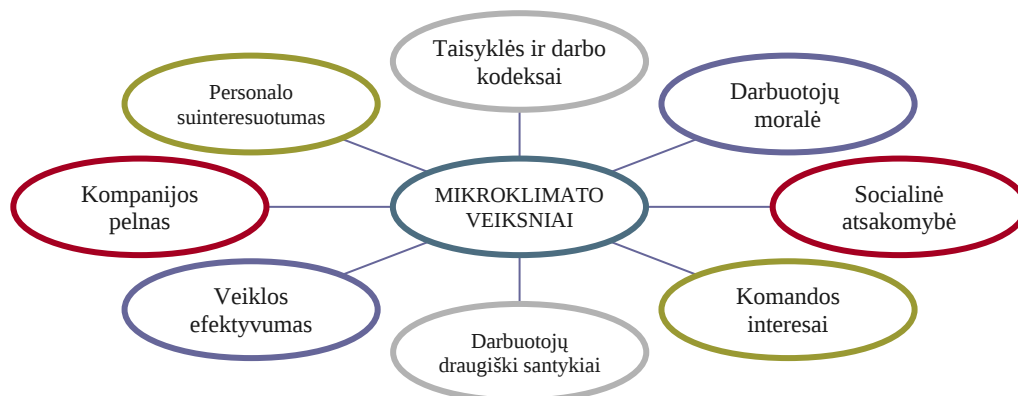 Taisyklės ir darbo
kodeksai
Personalo
suinteresuotumas
Darbuotojų
moralė
Kompanijos
pelnas
MIKROKLIMATO
VEIKSNIAI
Socialinė
atsakomybė
Veiklos
efektyvumas
Komandos
interesai
Darbuotojų
draugiški santykiai